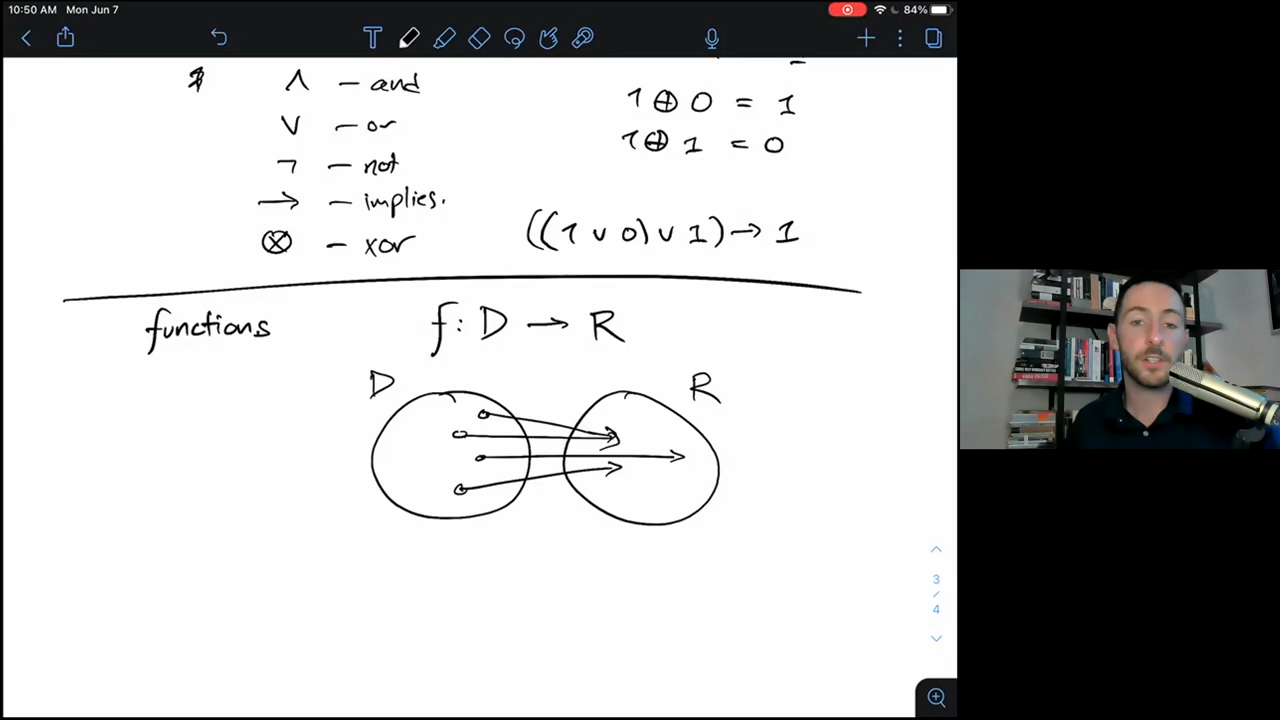 10:50 AM Mon Jun 7
84%
∧ — and
∨ — or
¬ — not
→ — implies.
⊗ — xor
1 ⊕ 0 = 1
1 ⊕ 1 = 0
((1 ∨ 0) ∨ 1) → 1
functions f: D → R
D R
3
/
4